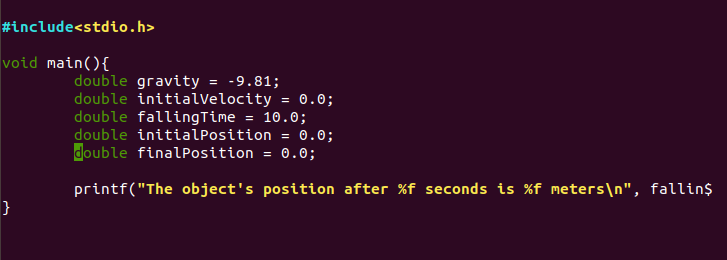 #include<stdio.h>
void main(){
double gravity = -9.81;
double initialVelocity = 0.0;
double fallingTime = 10.0;
double initialPosition = 0.0;
double finalPosition = 0.0;
printf("The object's position after %f seconds is %f meters\n", fallin$
}